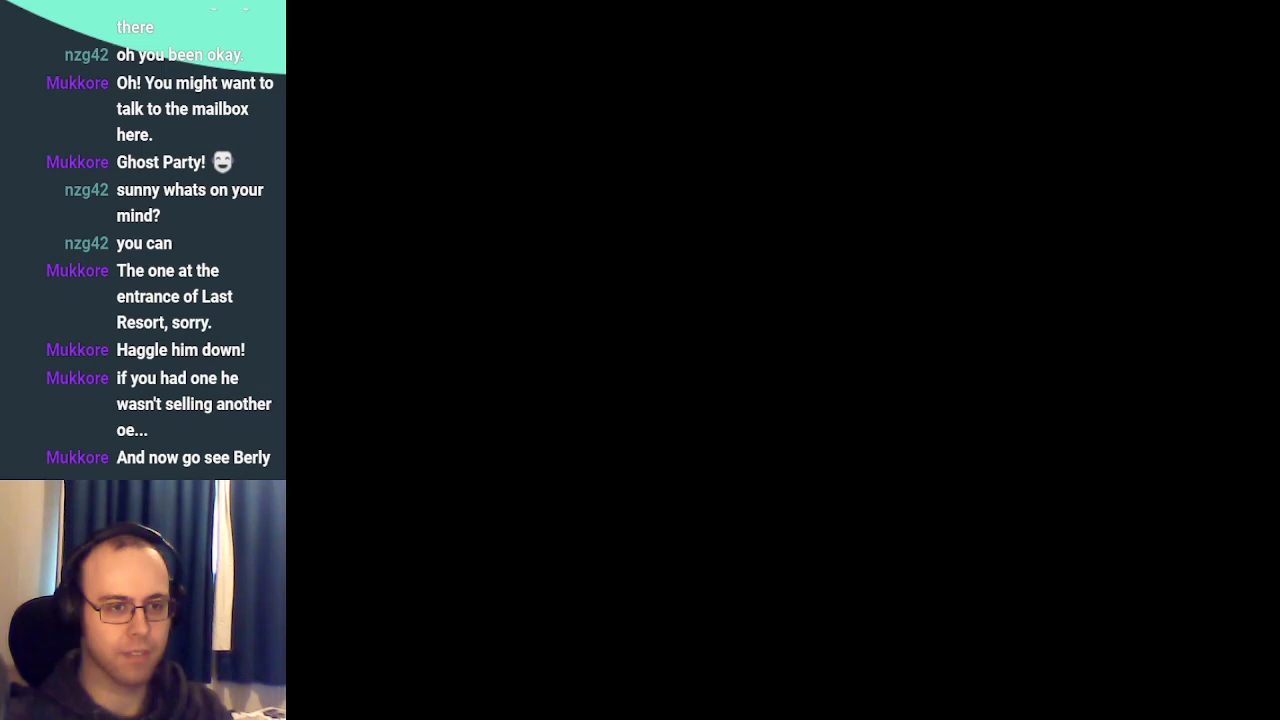 there
nzg42 oh you been okay.
Mukkore Oh! You might want to
talk to the mailbox
here.
Mukkore Ghost Party!
nzg42 sunny whats on your
mind?
nzg42 you can
Mukkore The one at the
entrance of Last
Resort, sorry.
Mukkore Haggle him down!
Mukkore if you had one he
wasn't selling another
oe...
Mukkore And now go see Berly